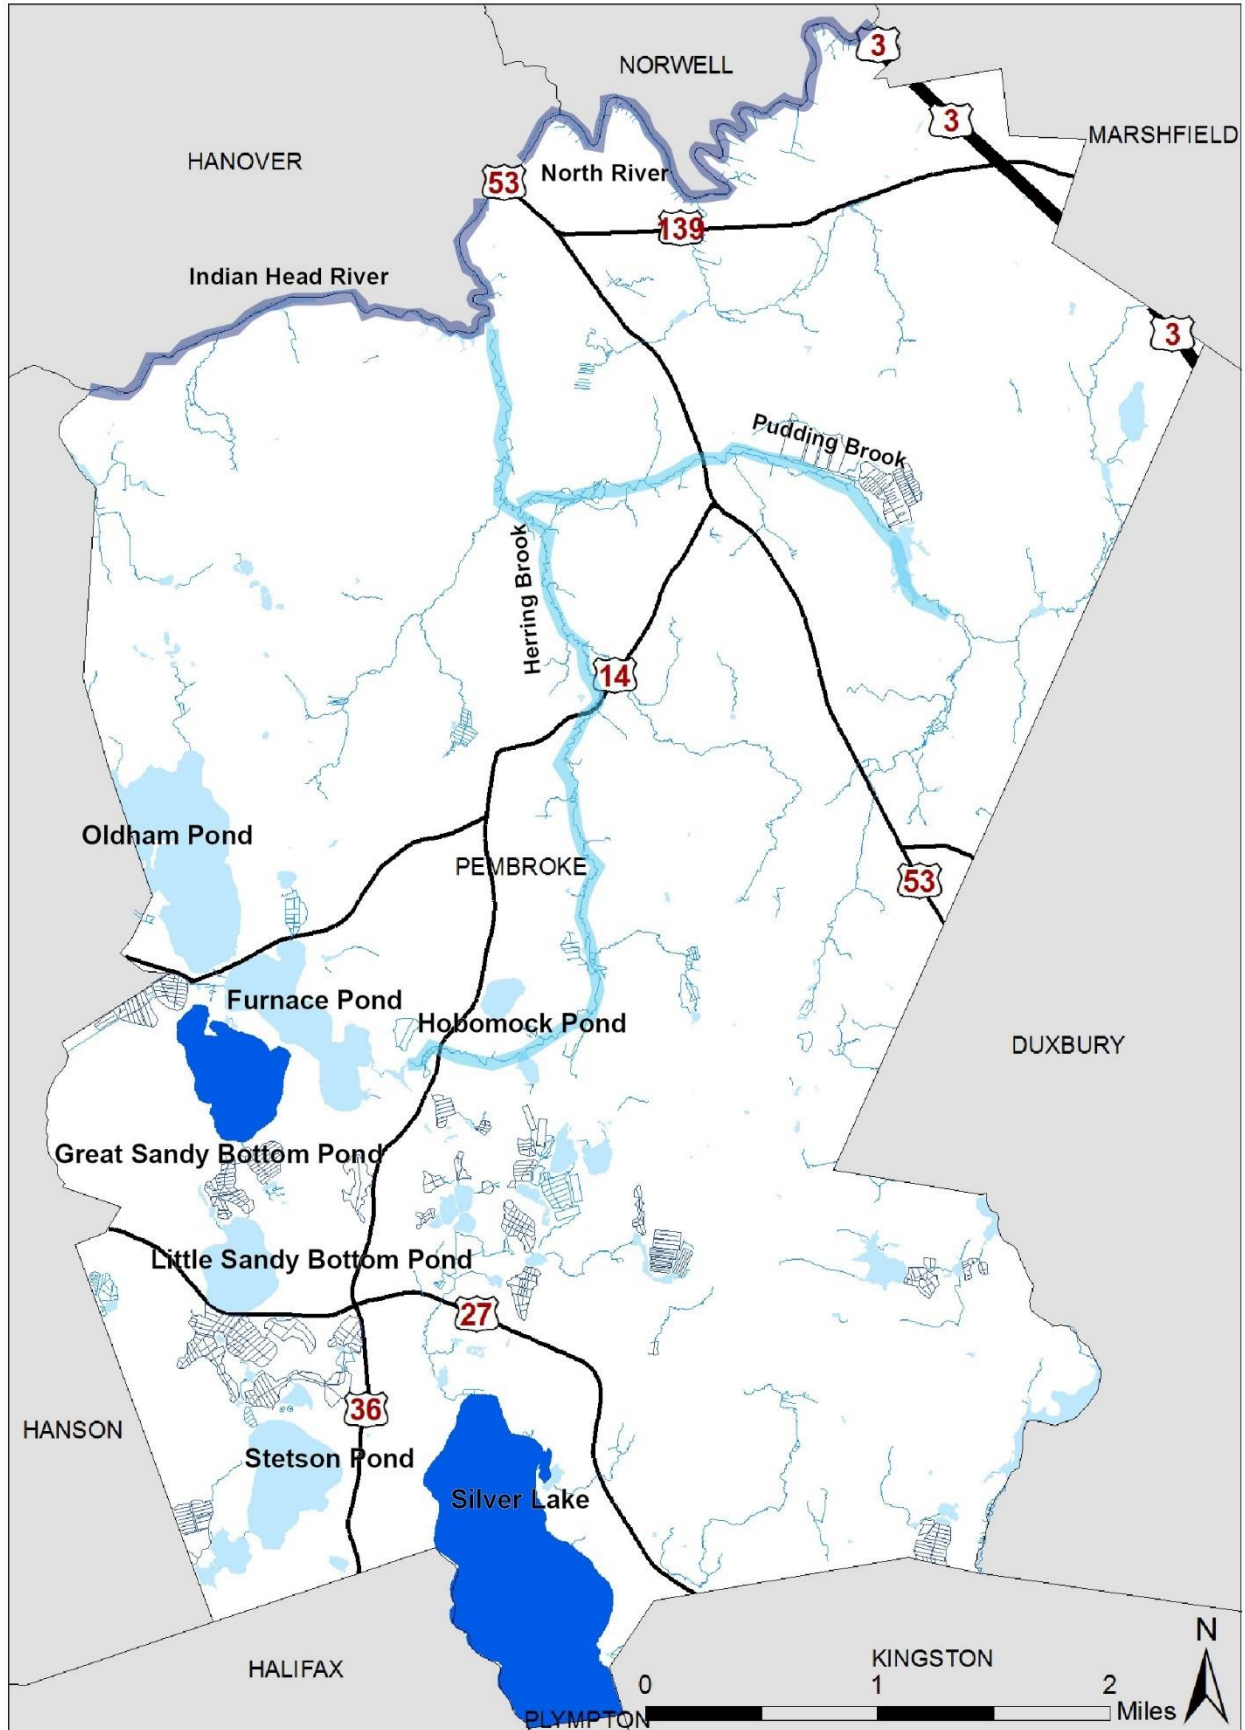 3
NORWELL
3
MARSHFIELD
HANOVER
53
North River
139
Indian Head River
3
Pudding Brook
Herring Brook
14
Oldham Pond
PEMBROKE
53
Furnace Pond
Hobomock Pond
DUXBURY
Great Sandy Bottom Pond
Little Sandy Bottom Pond
27
36
HANSON
Stetson Pond
Silver Lake
N
HALIFAX
KINGSTON
0 1 2
Miles
PLYMPTON